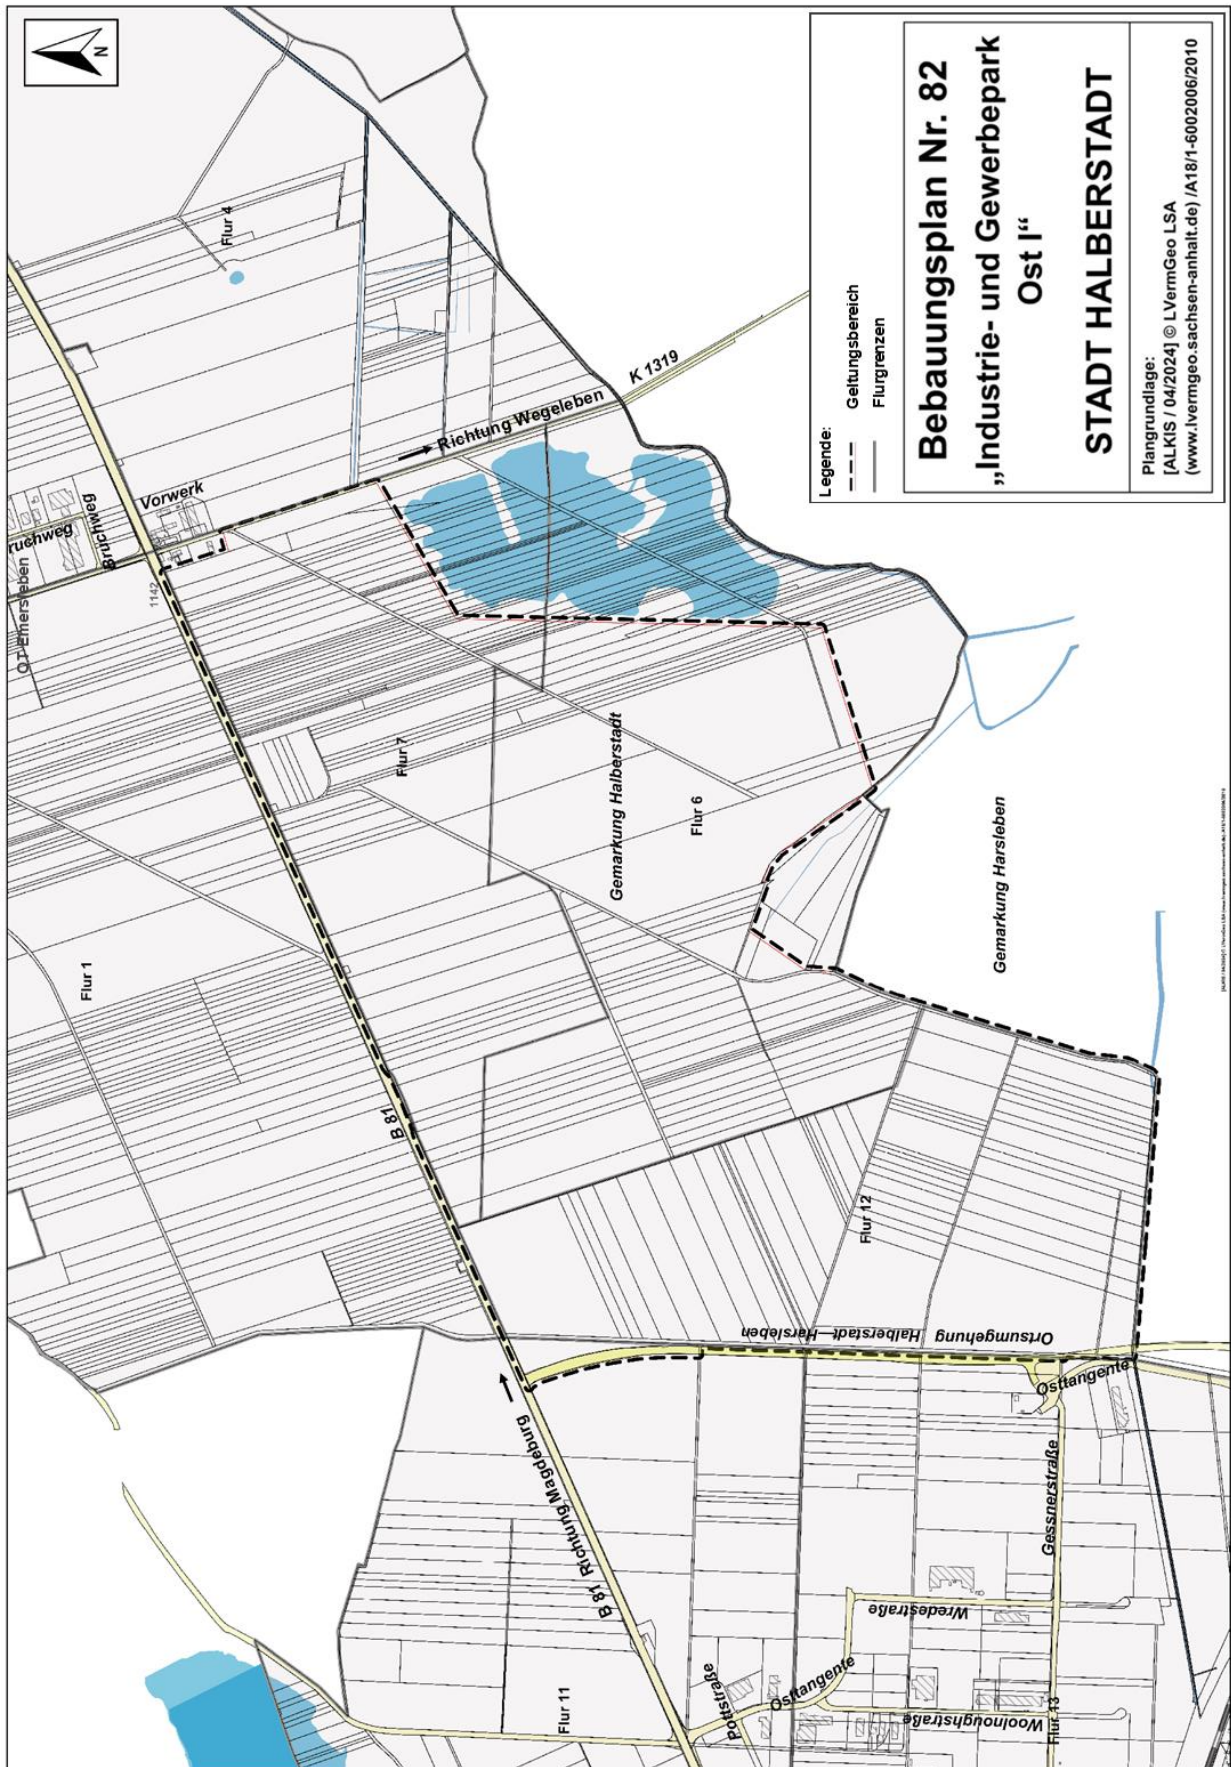 N
Flur 4
Bruchweg
Vorwerk
ruchweg
OT Emersleben
1142
K 1319
Richtung Wegeleben
Flur 7
Gemarkung Halberstadt
Flur 6
Flur 1
Gemarkung Harsleben
B 81
Flur 12
Ortsumgehung Halberstadt–Harsleben
B 81 Richtung Magdeburg
Osttangente
Gessnerstraße
Wredestraße
Flur 11
Pottstraße
Osttangente
Woolnoughstraße
Flur 13
Legende:
Geltungsbereich
Flurgrenzen
Bebauungsplan Nr. 82
„Industrie- und Gewerbepark
Ost I“
STADT HALBERSTADT
Plangrundlage:
[ALKIS / 04/2024] © LVermGeo LSA
(www.lvermgeo.sachsen-anhalt.de) /A18/1-6002006/2010